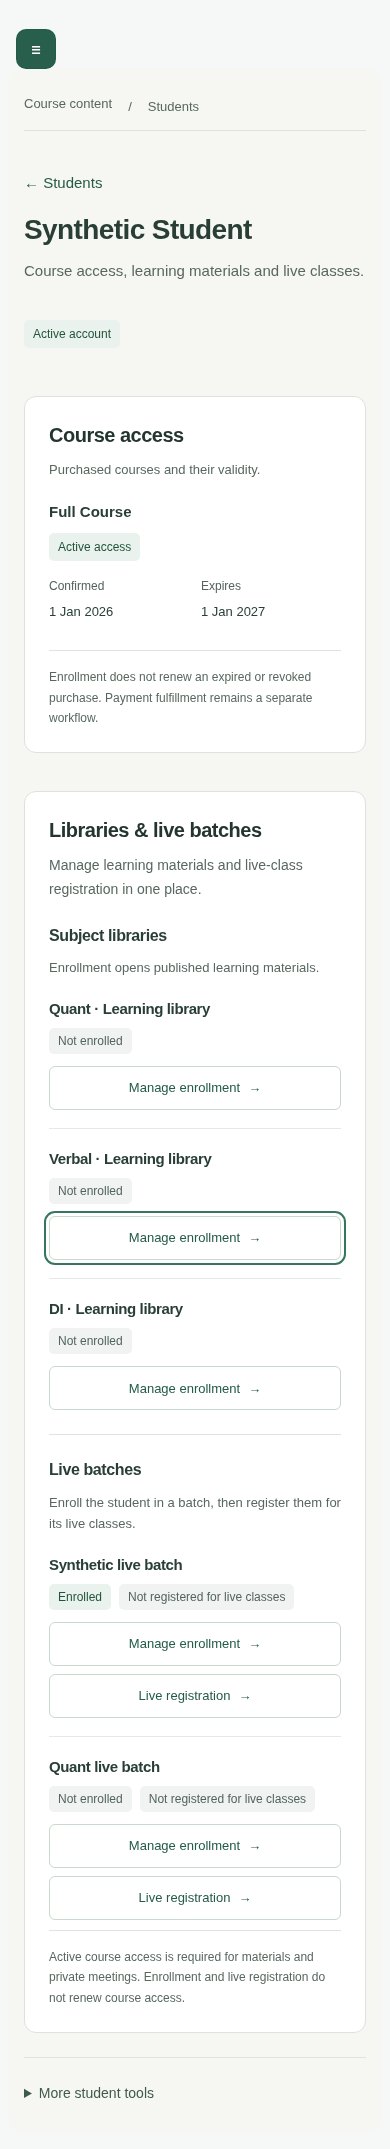 ≡
Course content / Students
← Students
Synthetic Student
Course access, learning materials and live classes.
Active account
Course access
Purchased courses and their validity.
Full Course
Active access
Confirmed Expires
1 Jan 2026 1 Jan 2027
Enrollment does not renew an expired or revoked
purchase. Payment fulfillment remains a separate
workflow.
Libraries & live batches
Manage learning materials and live-class
registration in one place.
Subject libraries
Enrollment opens published learning materials.
Quant · Learning library
Not enrolled
Manage enrollment →
Verbal · Learning library
Not enrolled
Manage enrollment →
DI · Learning library
Not enrolled
Manage enrollment →
Live batches
Enroll the student in a batch, then register them for
its live classes.
Synthetic live batch
Enrolled Not registered for live classes
Manage enrollment →
Live registration →
Quant live batch
Not enrolled Not registered for live classes
Manage enrollment →
Live registration →
Active course access is required for materials and
private meetings. Enrollment and live registration do
not renew course access.
▶ More student tools